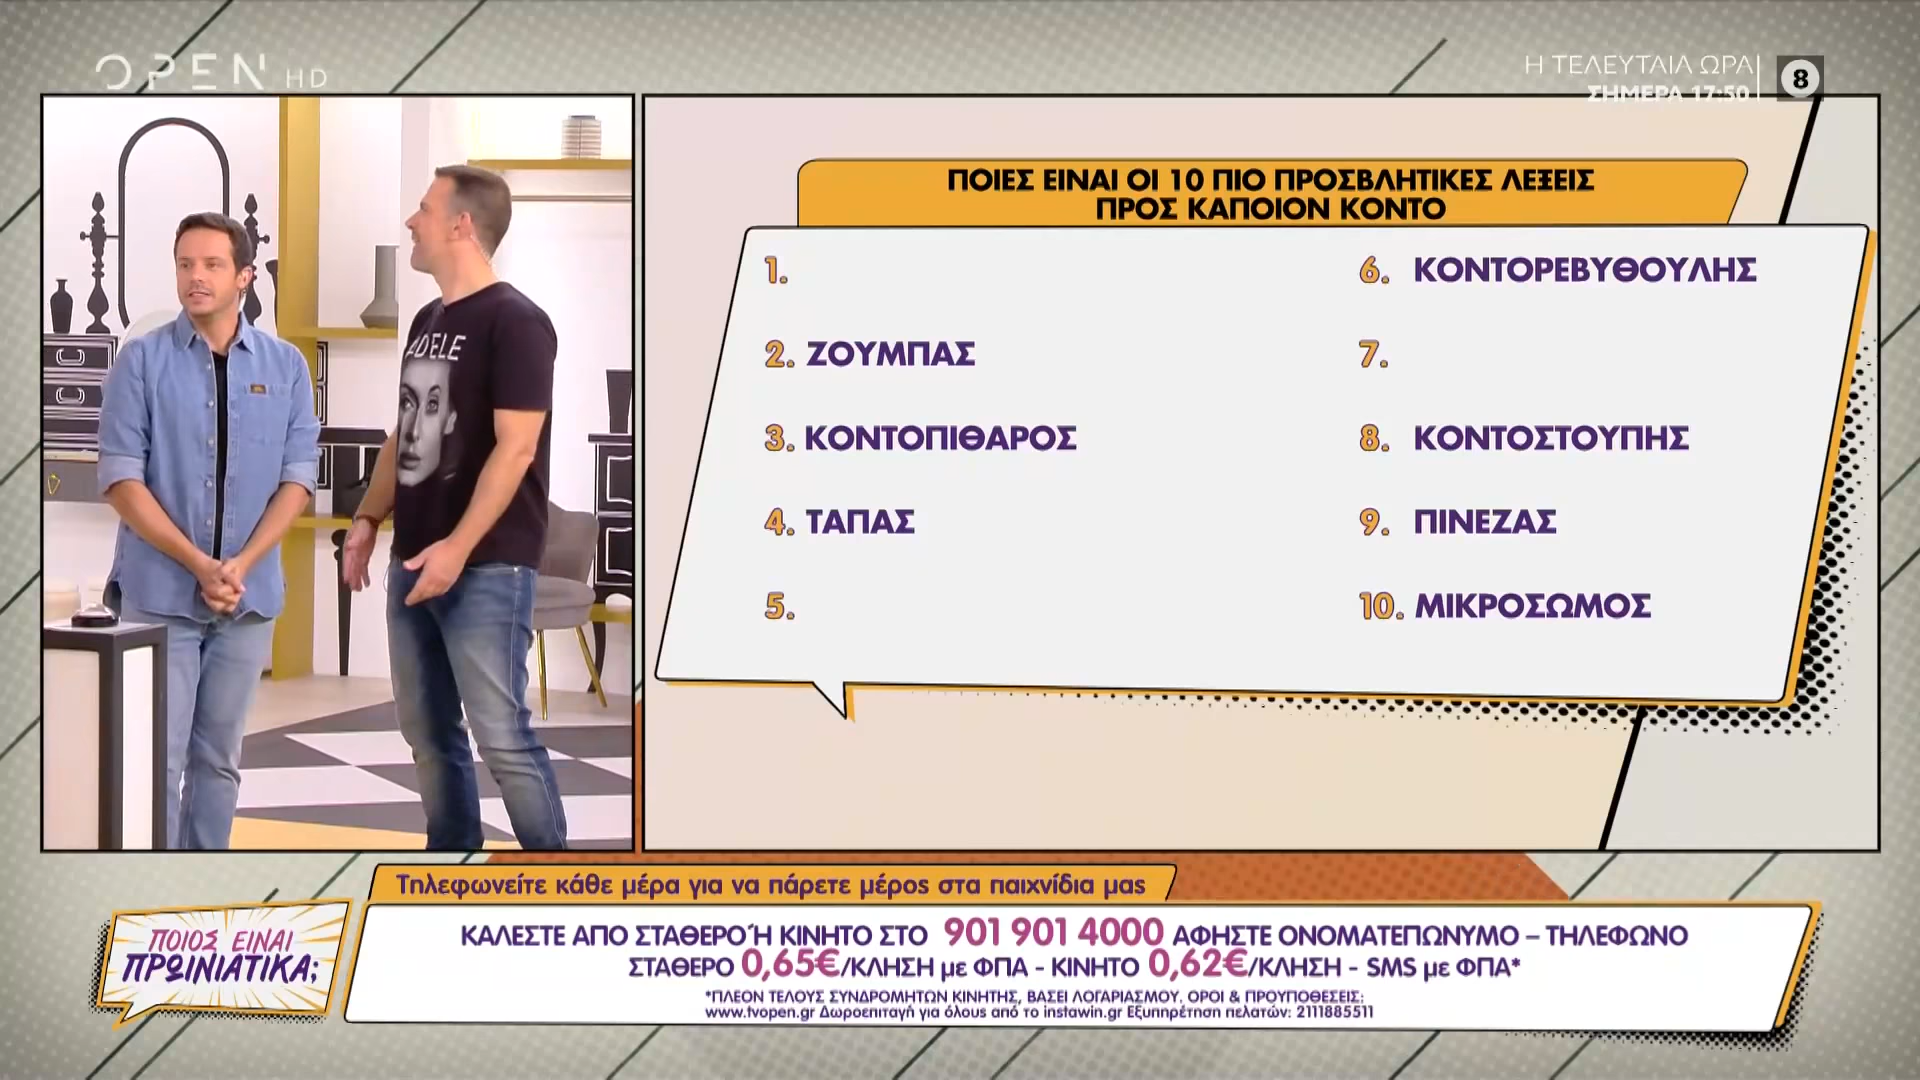 OPEN HD
Η ΤΕΛΕΥΤΑΙΑ ΩΡΑ
ΣΗΜΕΡΑ 17:50
8
ADELE
ΠΟΙΕΣ ΕΙΝΑΙ ΟΙ 10 ΠΙΟ ΠΡΟΣΒΛΗΤΙΚΕΣ ΛΕΞΕΙΣ
ΠΡΟΣ ΚΑΠΟΙΟΝ ΚΟΝΤΟ
1.
2. ΖΟΥΜΠΑΣ
3. ΚΟΝΤΟΠΙΘΑΡΟΣ
4. ΤΑΠΑΣ
5.
6. ΚΟΝΤΟΡΕΒΥΘΟΥΛΗΣ
7.
8. ΚΟΝΤΟΣΤΟΥΠΗΣ
9. ΠΙΝΕΖΑΣ
10. ΜΙΚΡΟΣΩΜΟΣ
Τηλεφωνείτε κάθε μέρα για να πάρετε μέρος στα παιχνίδια μας
ΠΟΙΟΣ ΕΙΝΑΙ
ΠΡΩΙΝΙΑΤΙΚΑ;
ΚΑΛΕΣΤΕ ΑΠΟ ΣΤΑΘΕΡΟ Ή ΚΙΝΗΤΟ ΣΤΟ 901 901 4000 ΑΦΗΣΤΕ ΟΝΟΜΑΤΕΠΩΝΥΜΟ – ΤΗΛΕΦΩΝΟ
ΣΤΑΘΕΡΟ 0,65€/ΚΛΗΣΗ με ΦΠΑ - ΚΙΝΗΤΟ 0,62€/ΚΛΗΣΗ - SMS με ΦΠΑ*
*ΠΛΕΟΝ ΤΕΛΟΥΣ ΣΥΝΔΡΟΜΗΤΩΝ ΚΙΝΗΤΗΣ, ΒΑΣΕΙ ΛΟΓΑΡΙΑΣΜΟΥ. ΟΡΟΙ & ΠΡΟΥΠΟΘΕΣΕΙΣ:
www.tvopen.gr Δωροεπιταγή για όλους από το instawin.gr Εξυπηρέτηση πελατών: 2111885511